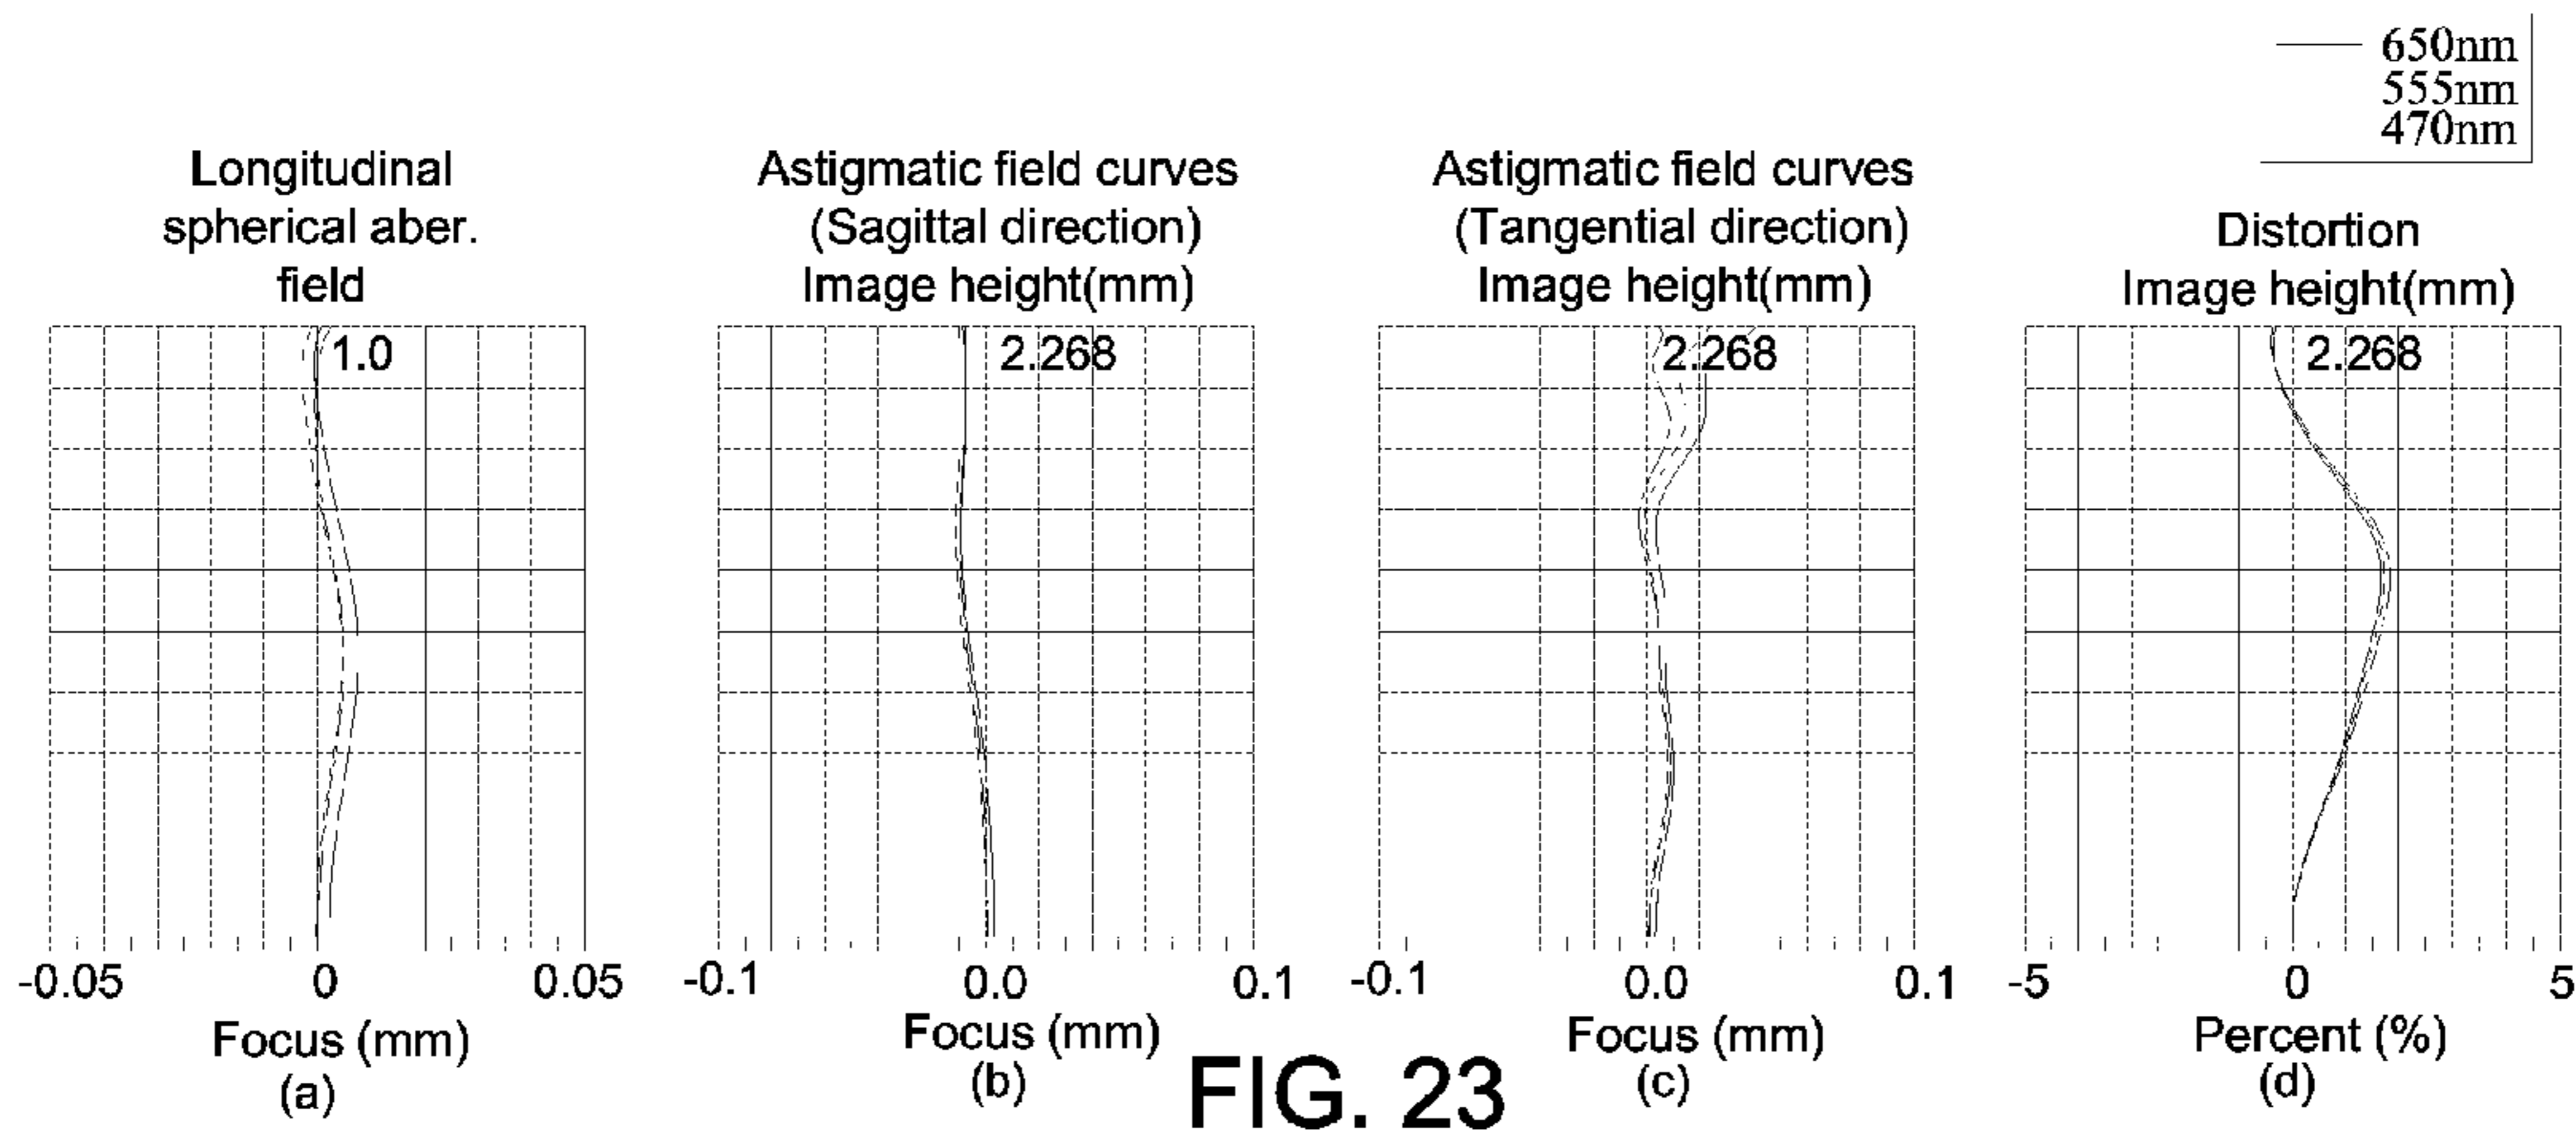 650nm
555nm
470nm
Longitudinal
spherical aber.
field
1.0
-0.05 0 0.05
Focus (mm)
(a)
Astigmatic field curves
(Sagittal direction)
Image height(mm)
2.268
-0.1 0.0 0.1
Focus (mm)
(b)
Astigmatic field curves
(Tangential direction)
Image height(mm)
2.268
-0.1 0.0 0.1
Focus (mm)
(c)
Distortion
Image height(mm)
2.268
-5 0 5
Percent (%)
(d)
FIG. 23